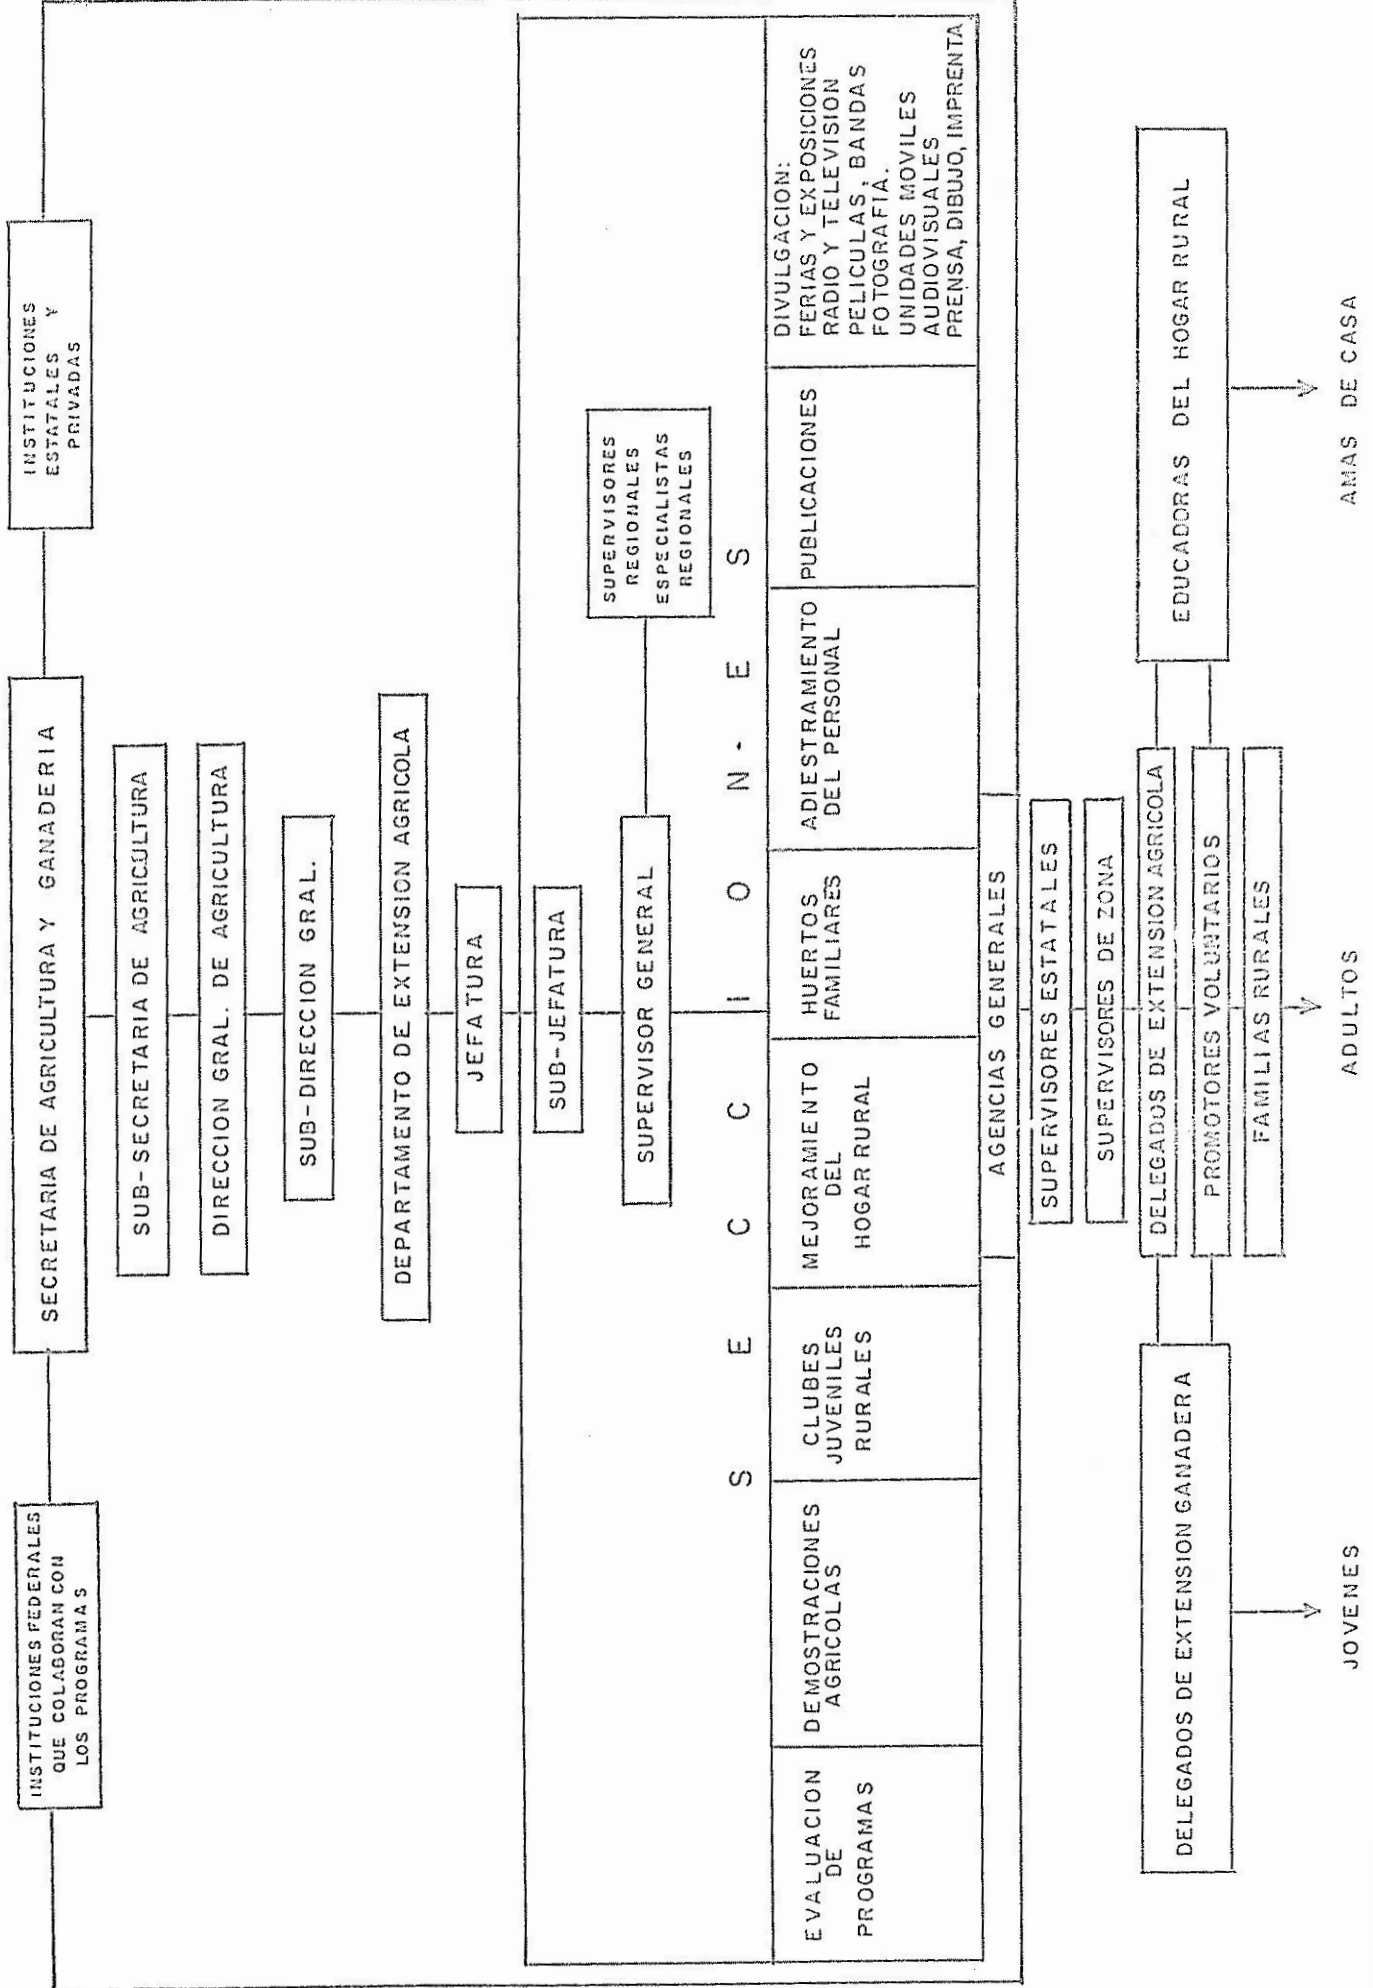 INSTITUCIONES FEDERALES
QUE COLABORAN CON
LOS PROGRAMAS
SECRETARIA DE AGRICULTURA Y GANADERIA
INSTITUCIONES
ESTATALES Y
PRIVADAS
SUB-SECRETARIA DE AGRICULTURA
DIRECCION GRAL. DE AGRICULTURA
SUB-DIRECCION GRAL.
DEPARTAMENTO DE EXTENSION AGRICOLA
JEFATURA
SUB-JEFATURA
SUPERVISOR GENERAL
SUPERVISORES
REGIONALES
ESPECIALISTAS
REGIONALES
S E C C I O N - E S
EVALUACION
DE
PROGRAMAS
DEMOSTRACIONES
AGRICOLAS
CLUBES
JUVENILES
RURALES
MEJORAMIENTO
DEL
HOGAR RURAL
HUERTOS
FAMILIARES
ADIESTRAMIENTO
DEL PERSONAL
PUBLICACIONES
DIVULGACION:
FERIAS Y EXPOSICIONES
RADIO Y TELEVISION
PELICULAS, BANDAS
FOTOGRAFIA.
UNIDADES MOVILES
AUDIOVISUALES
PRENSA, DIBUJO, IMPRENTA
AGENCIAS GENERALES
SUPERVISORES ESTATALES
SUPERVISORES DE ZONA
DELEGADOS DE EXTENSION GANADERA
DELEGADOS DE EXTENSION AGRICOLA
PROMOTORES VOLUNTARIOS
FAMILIAS RURALES
EDUCADORAS DEL HOGAR RURAL
JOVENES
ADULTOS
AMAS DE CASA